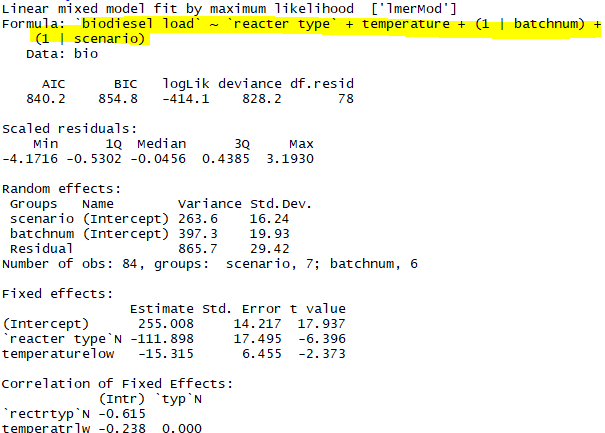 Linear mixed model fit by maximum likelihood  ['lmerMod']
Formula: `biodiesel load` ~ `reacter type` + temperature + (1 | batchnum) +
    (1 | scenario)
   Data: bio
     AIC      BIC   logLik deviance df.resid
   840.2    854.8   -414.1    828.2       78
Scaled residuals:
    Min      1Q  Median      3Q     Max
-4.1716 -0.5302 -0.0456  0.4385  3.1930
Random effects:
 Groups   Name        Variance Std.Dev.
 scenario (Intercept) 263.6    16.24
 batchnum (Intercept) 397.3    19.93
 Residual             865.7    29.42
Number of obs: 84, groups:  scenario, 7; batchnum, 6
Fixed effects:
                Estimate Std. Error t value
(Intercept)      255.008     14.217  17.937
`reacter type`N -111.898     17.495  -6.396
temperaturelow   -15.315      6.455  -2.373
Correlation of Fixed Effects:
            (Intr) `typ`N
`rectrtyp`N -0.615
temperatrlw -0.238  0.000